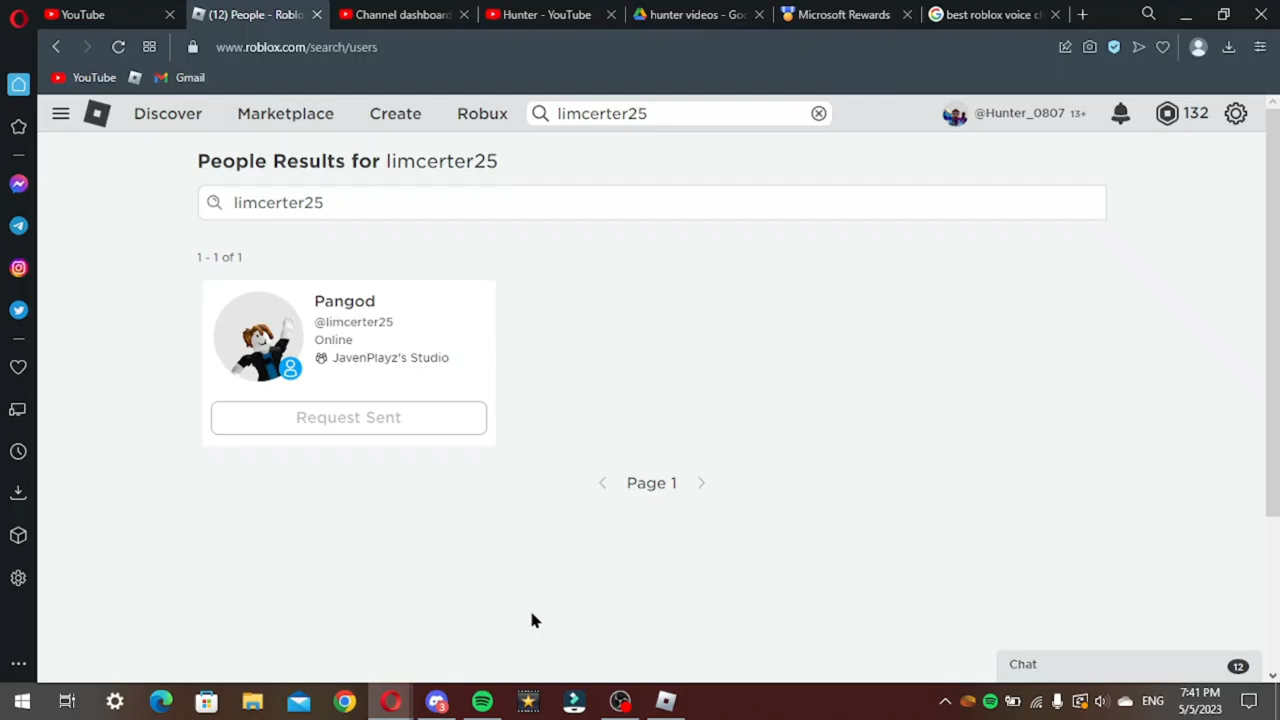 YouTube
(12) People - Roblo
Channel dashboard
Hunter - YouTube
hunter videos - Goo
Microsoft Rewards
best roblox voice ch
www.roblox.com/search/users
YouTube
Gmail
Discover
Marketplace
Create
Robux
limcerter25
@Hunter_0807 13+
132
People Results for limcerter25
limcerter25
1 - 1 of 1
Pangod
@limcerter25
Online
JavenPlayz's Studio
Request Sent
Page 1
Chat
12
3
ENG
7:41 PM
5/5/2023